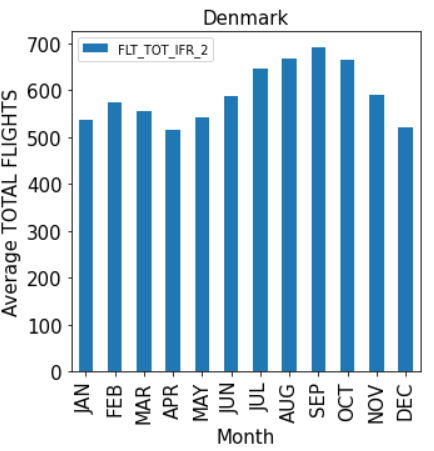 Denmark
FLT_TOT_IFR_2
Average TOTAL FLIGHTS
700
600
500
400
300
200
100
0
JAN FEB MAR APR MAY JUN JUL AUG SEP OCT NOV DEC
Month